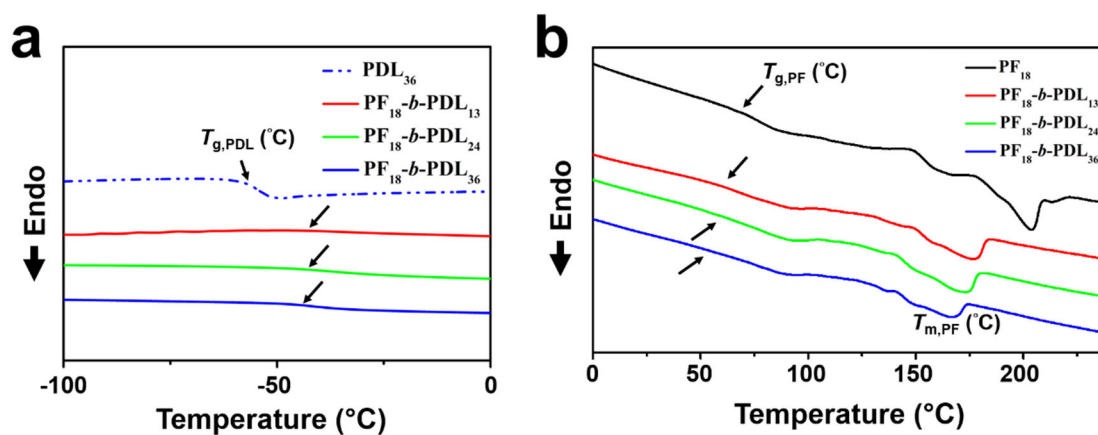 a
PDL36
PF18-b-PDL13
PF18-b-PDL24
PF18-b-PDL36
Tg,PDL (°C)
Endo
-100
-50
0
Temperature (°C)
b
PF18
PF18-b-PDL13
PF18-b-PDL24
PF18-b-PDL36
Tg,PF (°C)
Tm,PF (°C)
Endo
0
50
100
150
200
Temperature (°C)